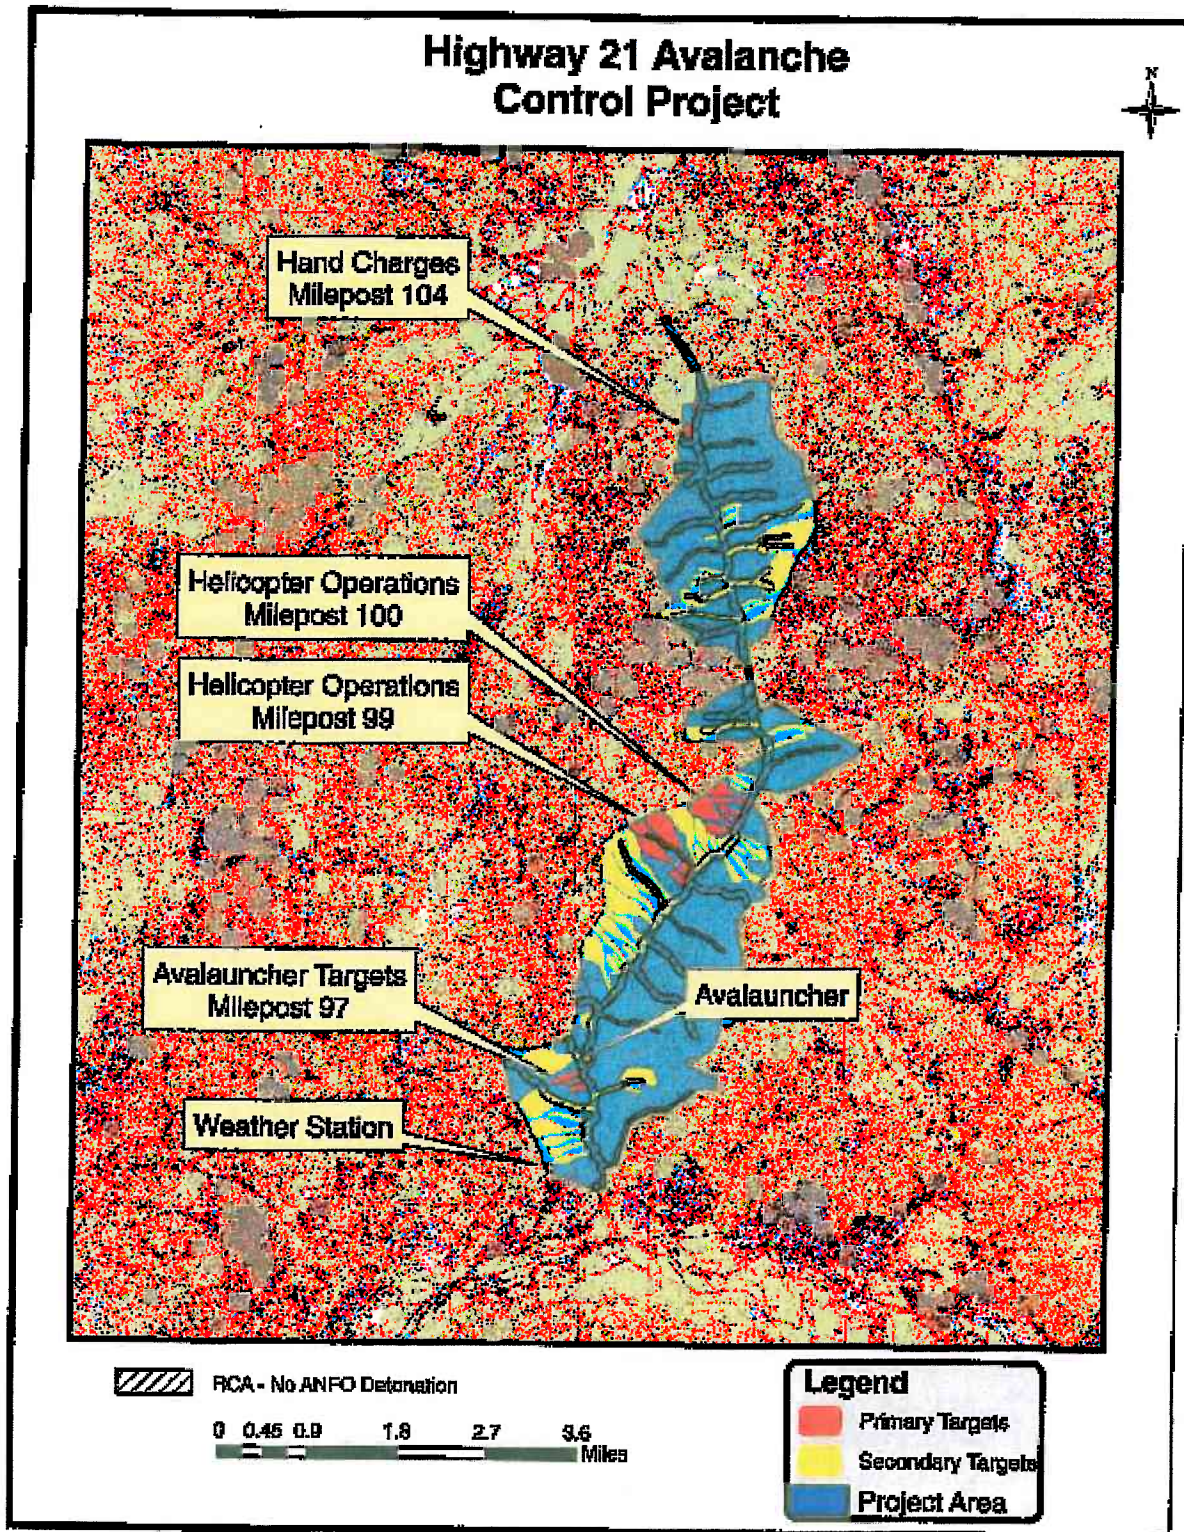 Highway 21 Avalanche
Control Project
N
Hand Charges
Milepost 104
Helicopter Operations
Milepost 100
Helicopter Operations
Milepost 99
Avalauncher Targets
Milepost 97
Avalauncher
Weather Station
RCA - No ANFO Detonation
0 0.45 0.9 1.8 2.7 3.6
Miles
Legend
Primary Targets
Secondary Targets
Project Area